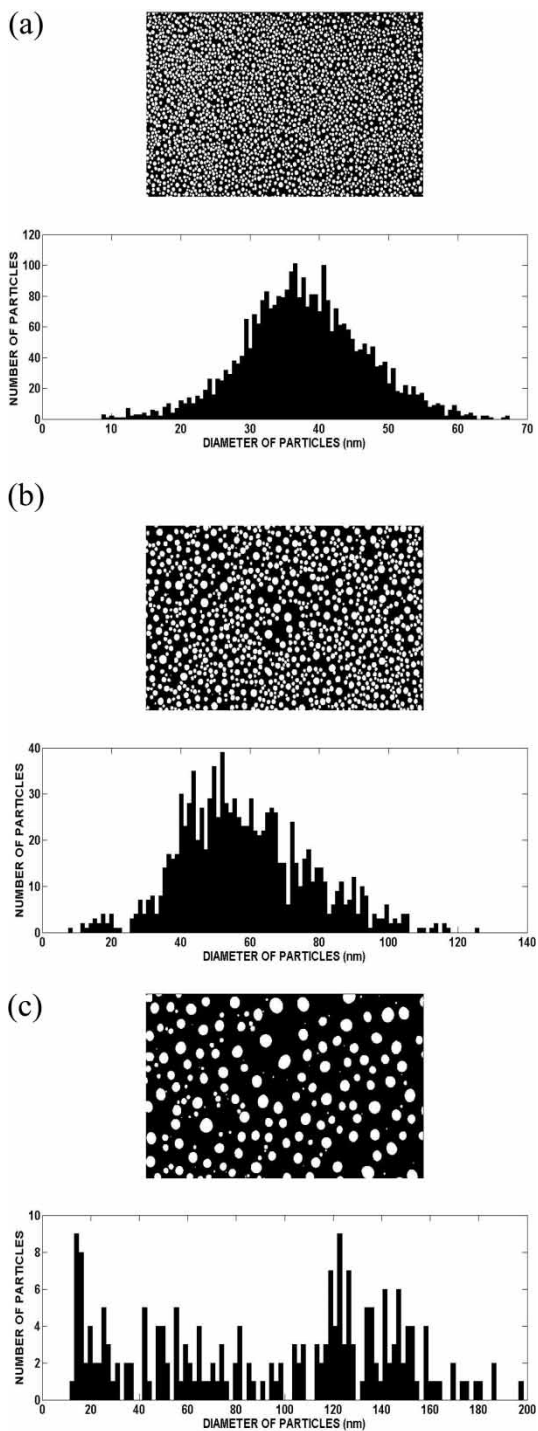 (a)
NUMBER OF PARTICLES
120
100
80
60
40
20
0
0 10 20 30 40 50 60 70
DIAMETER OF PARTICLES (nm)
(b)
NUMBER OF PARTICLES
40
30
20
10
0
0 20 40 60 80 100 120 140
DIAMETER OF PARTICLES (nm)
(c)
NUMBER OF PARTICLES
10
8
6
4
2
0
0 20 40 60 80 100 120 140 160 180 200
DIAMETER OF PARTICLES (nm)